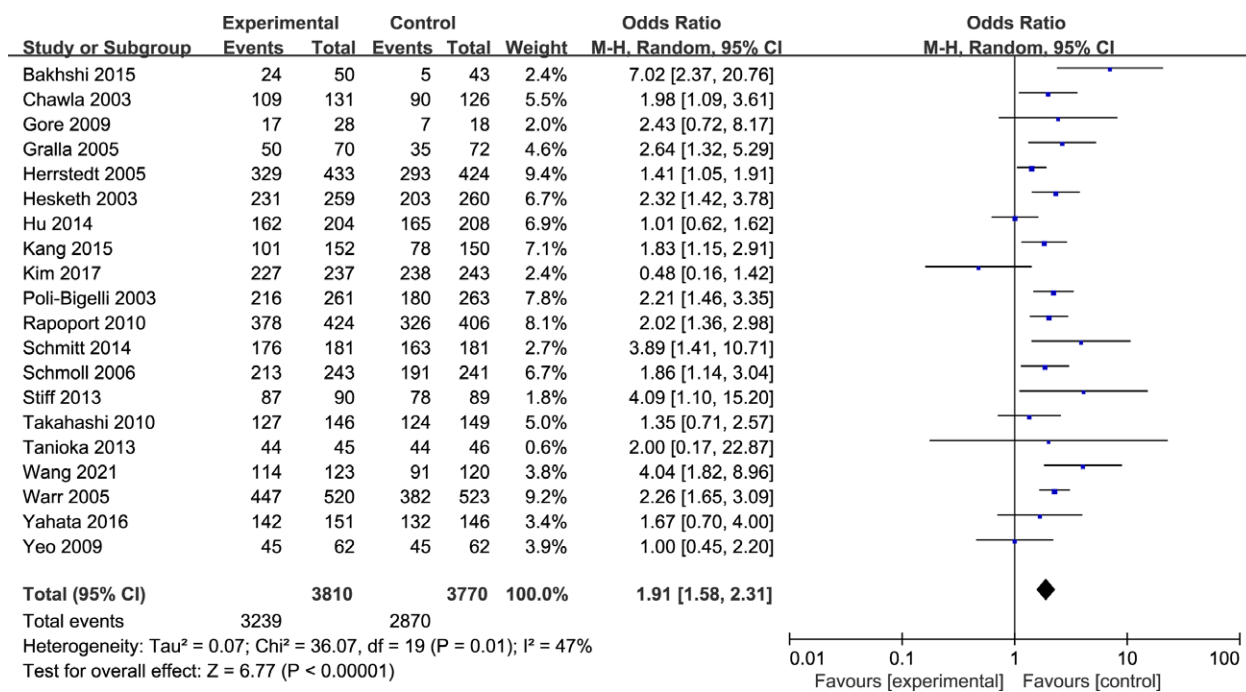 Experimental Control Odds Ratio Odds Ratio
Study or Subgroup Events Total Events Total Weight M-H, Random, 95% CI M-H, Random, 95% CI
Bakhshi 2015 24 50 5 43 2.4% 7.02 [2.37, 20.76]
Chawla 2003 109 131 90 126 5.5% 1.98 [1.09, 3.61]
Gore 2009 17 28 7 18 2.0% 2.43 [0.72, 8.17]
Gralla 2005 50 70 35 72 4.6% 2.64 [1.32, 5.29]
Herrstedt 2005 329 433 293 424 9.4% 1.41 [1.05, 1.91]
Hesketh 2003 231 259 203 260 6.7% 2.32 [1.42, 3.78]
Hu 2014 162 204 165 208 6.9% 1.01 [0.62, 1.62]
Kang 2015 101 152 78 150 7.1% 1.83 [1.15, 2.91]
Kim 2017 227 237 238 243 2.4% 0.48 [0.16, 1.42]
Poli-Bigelli 2003 216 261 180 263 7.8% 2.21 [1.46, 3.35]
Rapoport 2010 378 424 326 406 8.1% 2.02 [1.36, 2.98]
Schmitt 2014 176 181 163 181 2.7% 3.89 [1.41, 10.71]
Schmoll 2006 213 243 191 241 6.7% 1.86 [1.14, 3.04]
Stiff 2013 87 90 78 89 1.8% 4.09 [1.10, 15.20]
Takahashi 2010 127 146 124 149 5.0% 1.35 [0.71, 2.57]
Tanioka 2013 44 45 44 46 0.6% 2.00 [0.17, 22.87]
Wang 2021 114 123 91 120 3.8% 4.04 [1.82, 8.96]
Warr 2005 447 520 382 523 9.2% 2.26 [1.65, 3.09]
Yahata 2016 142 151 132 146 3.4% 1.67 [0.70, 4.00]
Yeo 2009 45 62 45 62 3.9% 1.00 [0.45, 2.20]
Total (95% CI) 3810 3770 100.0% 1.91 [1.58, 2.31]
Total events 3239 2870
Heterogeneity: Tau² = 0.07; Chi² = 36.07, df = 19 (P = 0.01); I² = 47%
Test for overall effect: Z = 6.77 (P < 0.00001)
0.01 0.1 1 10 100
Favours [experimental] Favours [control]